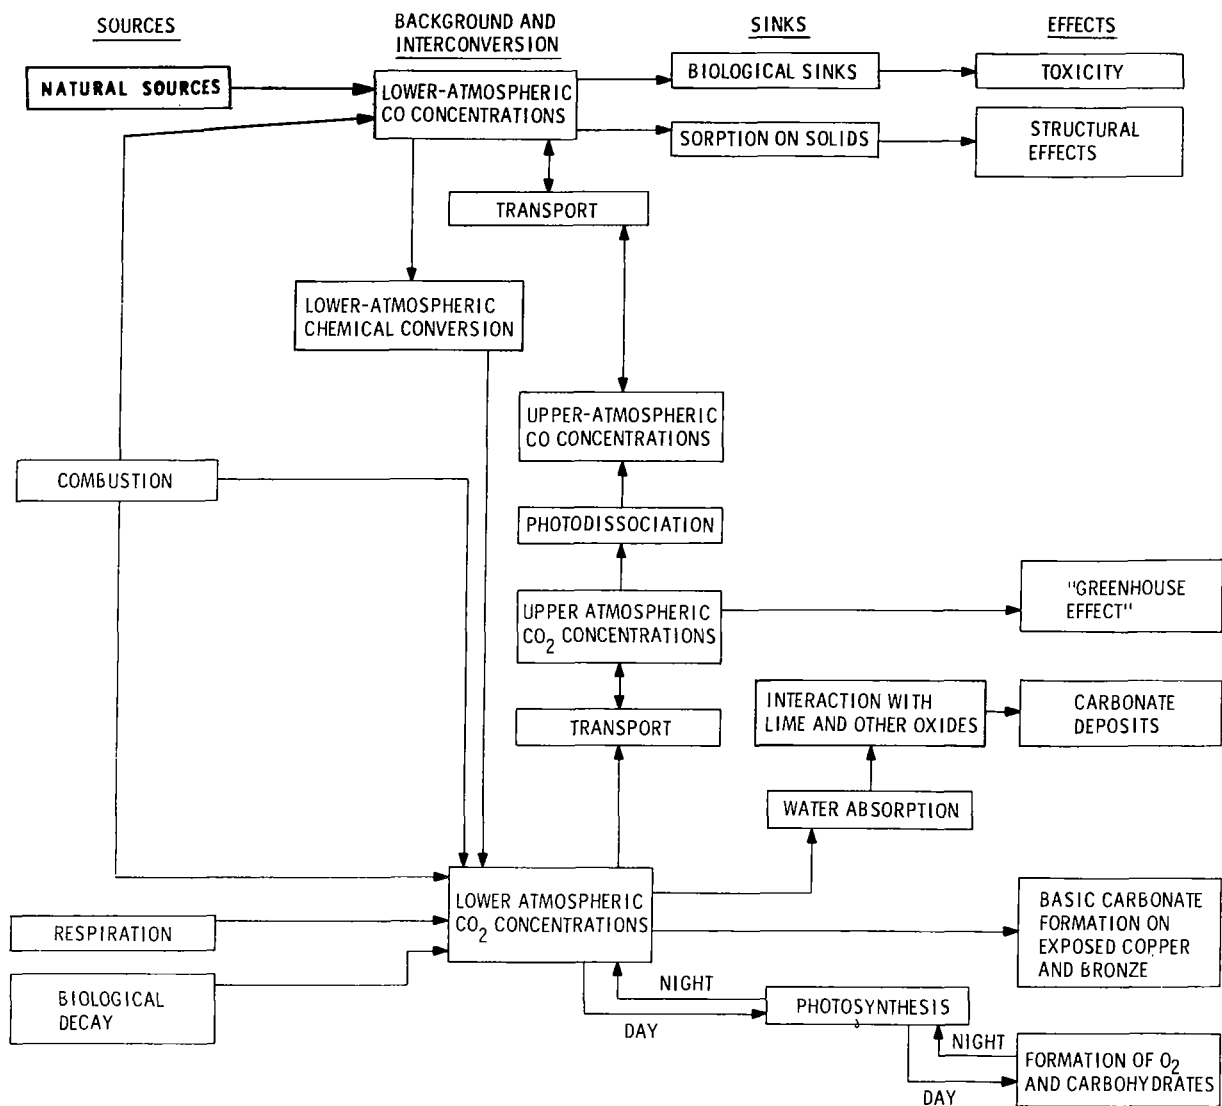 SOURCES
BACKGROUND AND
INTERCONVERSION
SINKS
EFFECTS
NATURAL SOURCES
LOWER-ATMOSPHERIC
CO CONCENTRATIONS
BIOLOGICAL SINKS
TOXICITY
SORPTION ON SOLIDS
STRUCTURAL
EFFECTS
TRANSPORT
LOWER-ATMOSPHERIC
CHEMICAL CONVERSION
UPPER-ATMOSPHERIC
CO CONCENTRATIONS
COMBUSTION
PHOTODISSOCIATION
UPPER ATMOSPHERIC
CO2 CONCENTRATIONS
"GREENHOUSE
EFFECT"
TRANSPORT
INTERACTION WITH
LIME AND OTHER OXIDES
CARBONATE
DEPOSITS
WATER ABSORPTION
LOWER ATMOSPHERIC
CO2 CONCENTRATIONS
BASIC CARBONATE
FORMATION ON
EXPOSED COPPER
AND BRONZE
RESPIRATION
BIOLOGICAL
DECAY
NIGHT
DAY
PHOTOSYNTHESIS
NIGHT
DAY
FORMATION OF O2
AND CARBOHYDRATES